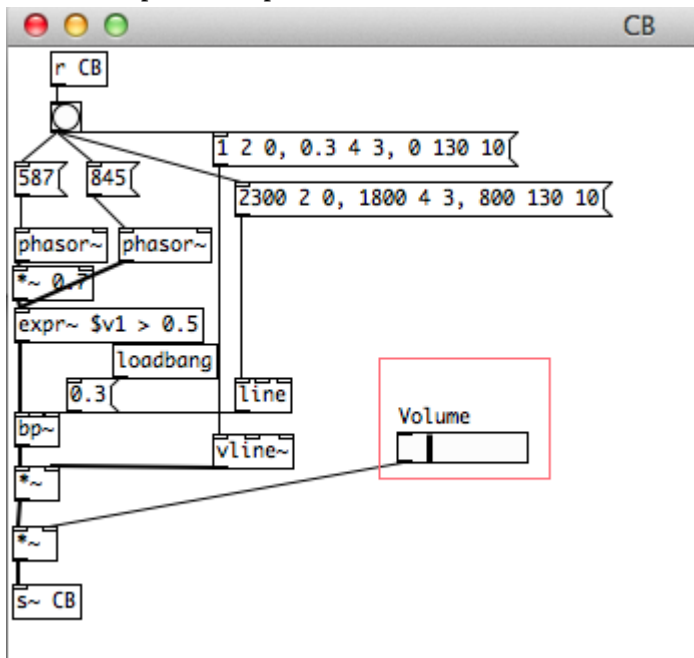 CB
r CB
1 2 0, 0.3 4 3, 0 130 10
587
845
2300 2 0, 1800 4 3, 800 130 10
phasor~
phasor~
*~ 0.7
expr~ $v1 > 0.5
loadbang
0.3
line
Volume
bp~
vline~
*~
*~
s~ CB